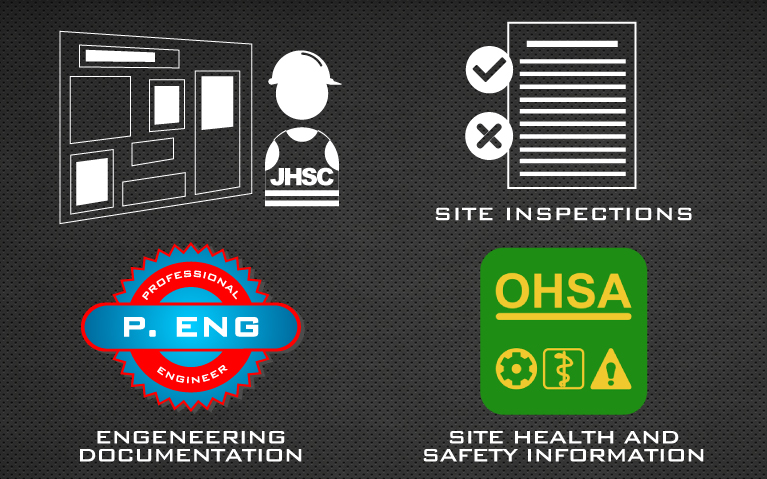 JHSC
SITE INSPECTIONS
PROFESSIONAL
P. ENG
ENGINEER
ENGENEERING
DOCUMENTATION
OHSA
SITE HEALTH AND
SAFETY INFORMATION